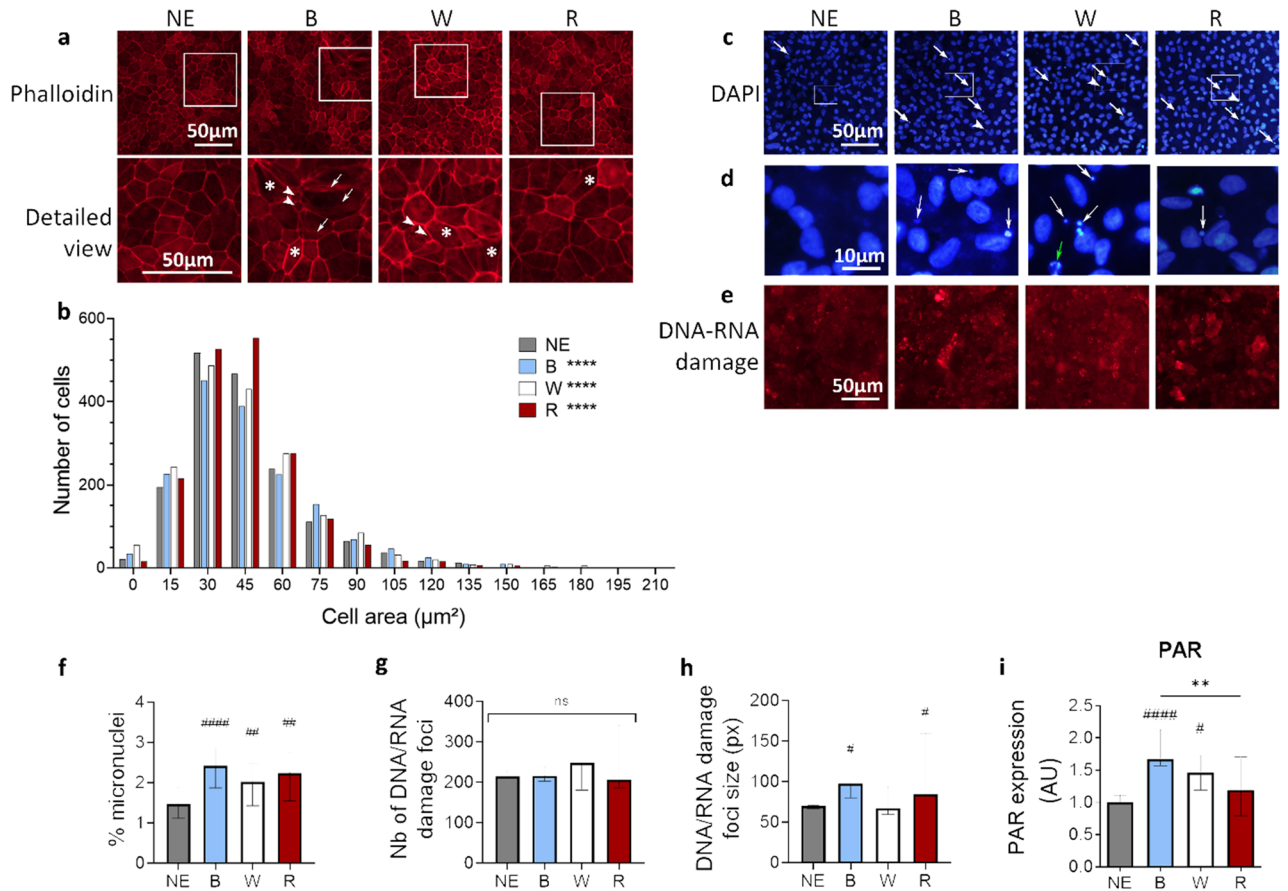 NE B W R
a
Phalloidin
50µm
* * * * *
Detailed
view
50µm
b
600
400
200
0
Number of cells
NE
B ****
W ****
R ****
0 15 30 45 60 75 90 105 120 135 150 165 180 195 210
Cell area (µm²)
NE B W R
c
DAPI
50µm
d
10µm
e
DNA-RNA
damage
50µm
f
% micronuclei
4
3
2
1
0
####
##
##
NE B W R
g
Nb of DNA/RNA
damage foci
400
300
200
100
0
ns
NE B W R
h
DNA/RNA damage
foci size (px)
200
150
100
50
0
#
#
NE B W R
i
PAR
PAR expression
(AU)
2.5
2.0
1.5
1.0
0.5
0.0
**
####
#
NE B W R